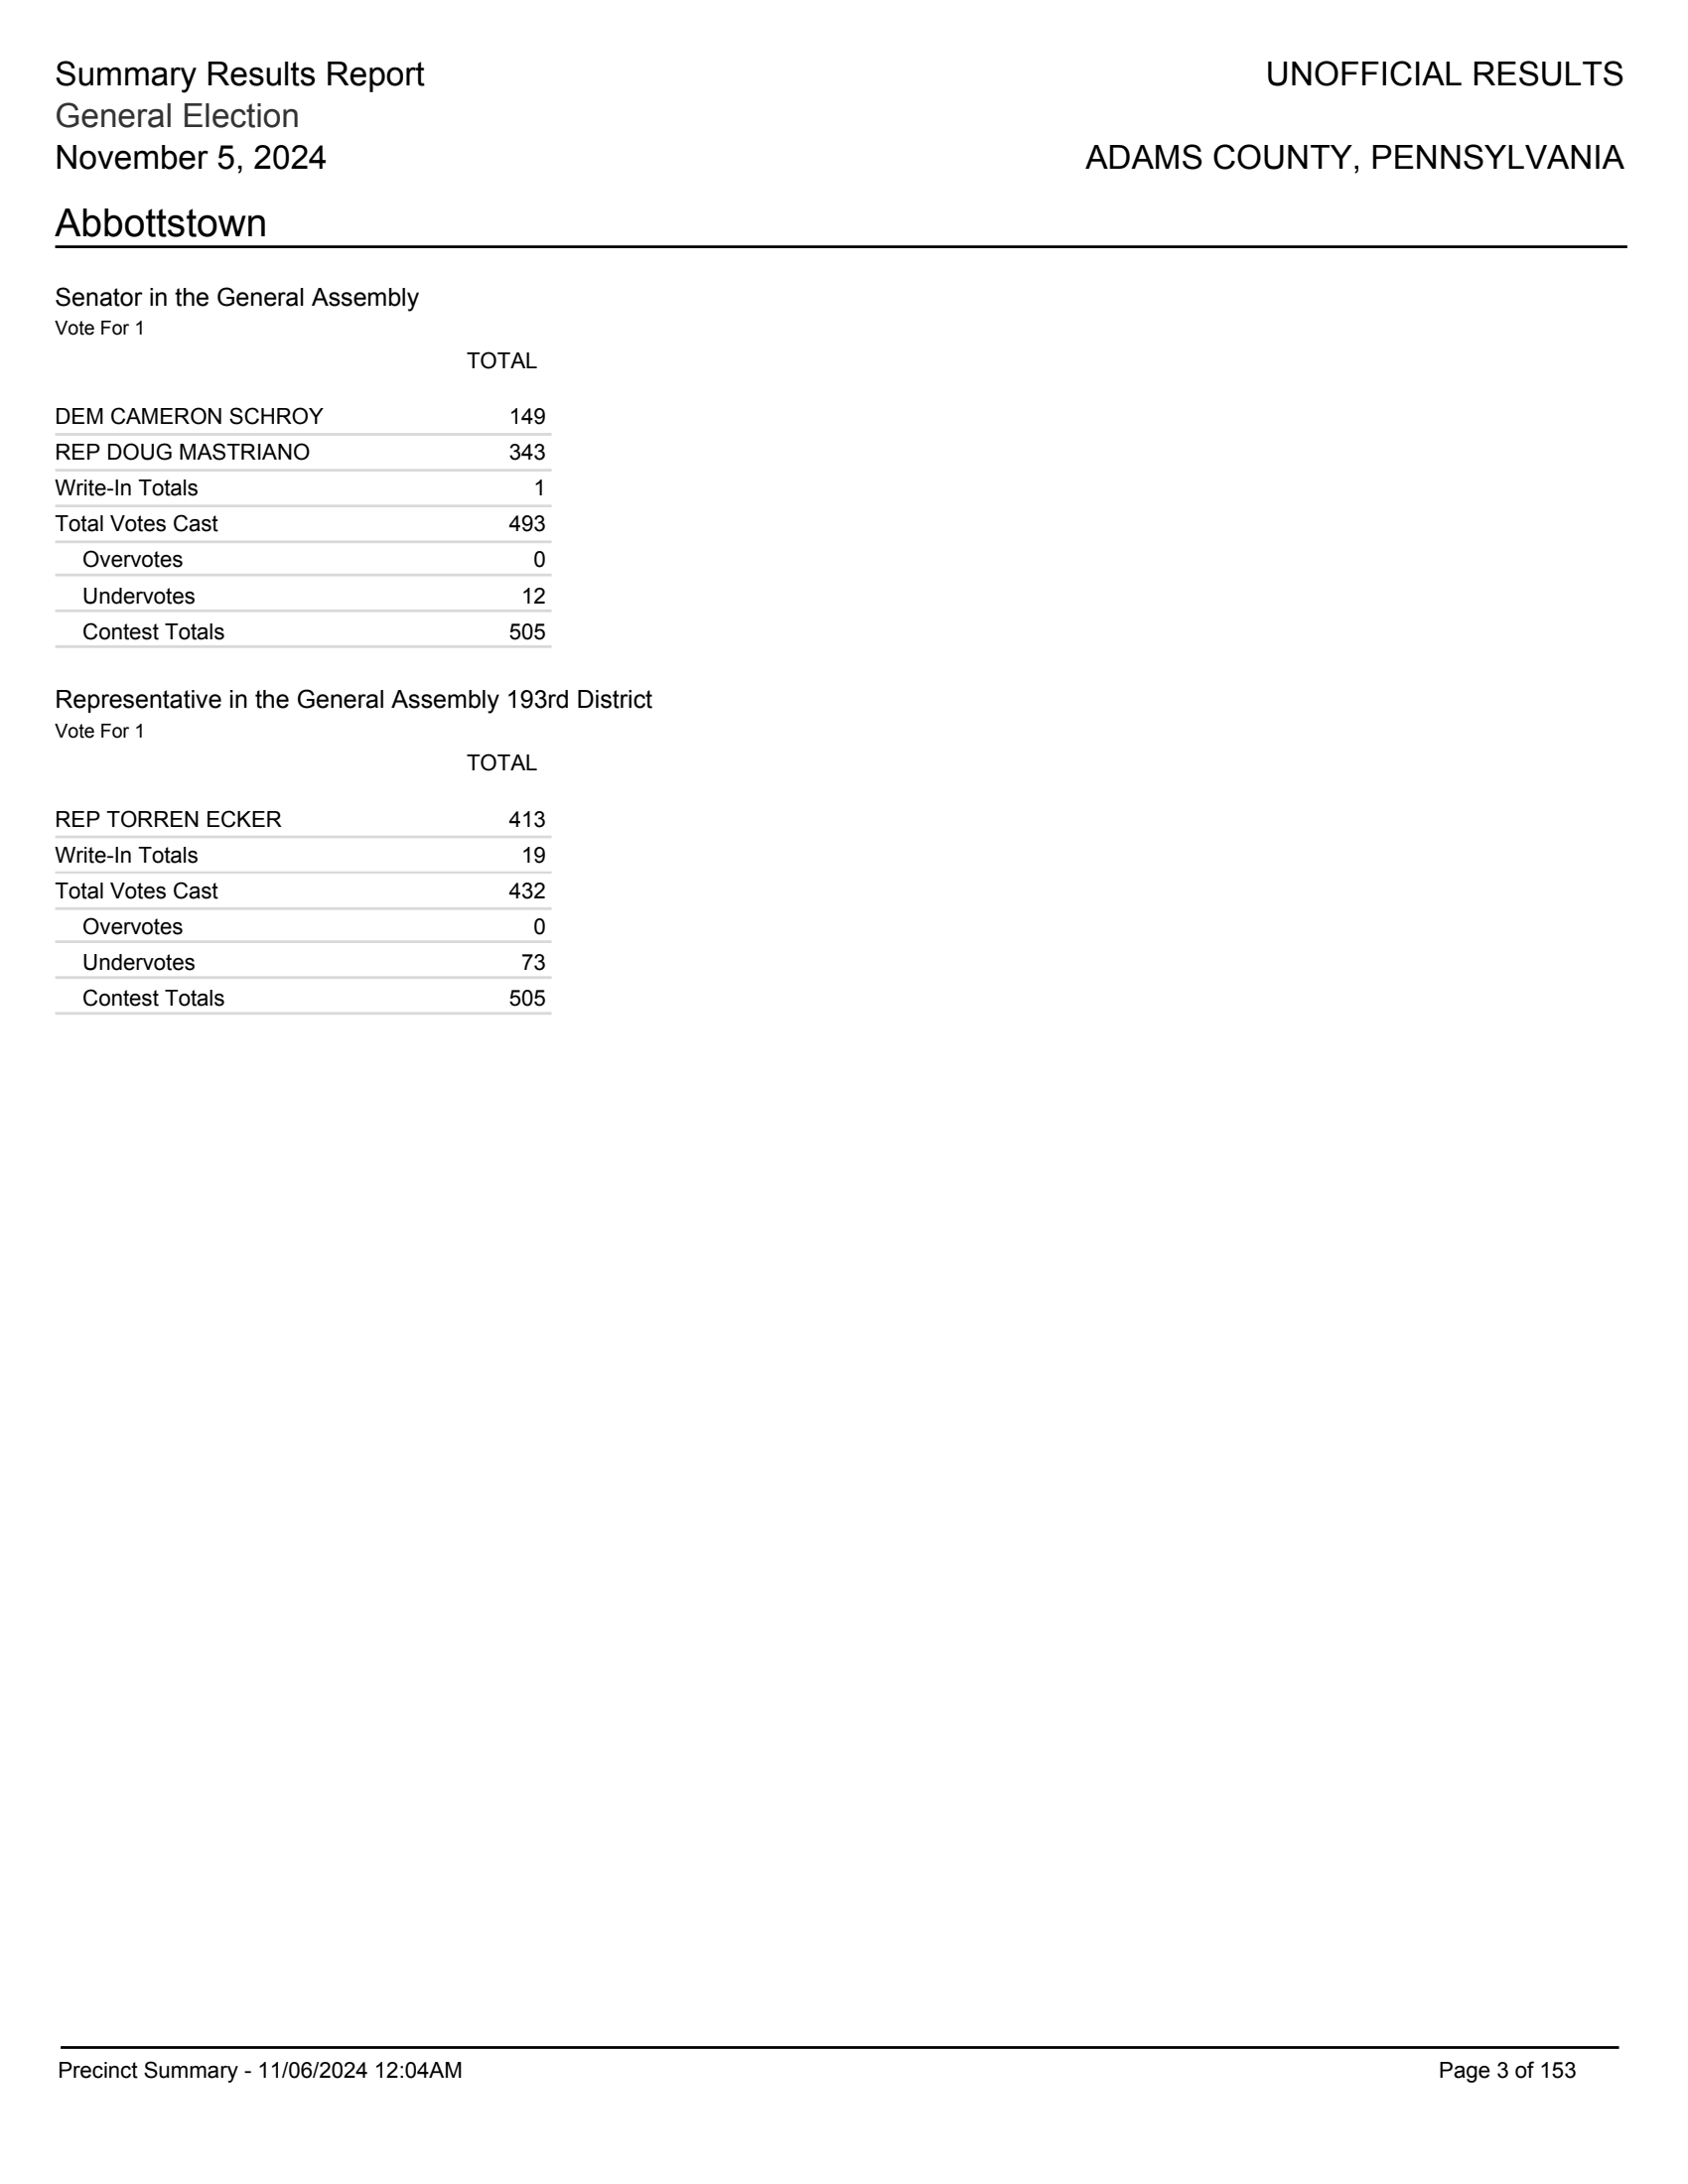 Summary Results Report
UNOFFICIAL RESULTS
General Election
November 5, 2024
ADAMS COUNTY, PENNSYLVANIA
Abbottstown
Senator in the General Assembly
Vote For 1
TOTAL
DEM CAMERON SCHROY 149
REP DOUG MASTRIANO 343
Write-In Totals 1
Total Votes Cast 493
Overvotes 0
Undervotes 12
Contest Totals 505
Representative in the General Assembly 193rd District
Vote For 1
TOTAL
REP TORREN ECKER 413
Write-In Totals 19
Total Votes Cast 432
Overvotes 0
Undervotes 73
Contest Totals 505
Precinct Summary - 11/06/2024 12:04AM
Page 3 of 153